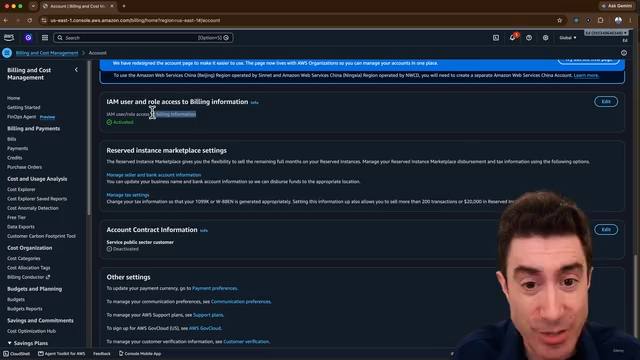 Account | Billing and Cost M
us-east-1.console.aws.amazon.com/billing/home?region=us-east-1#/account
Ask Gemini
aws
Search
[Option+S]
Global
Ed
Billing and Cost Management
Account
Billing and Cost
Management
Home
Getting Started
FinOps Agent Preview
Billing and Payments
Bills
Payments
Credits
Purchase Orders
Cost and Usage Analysis
Cost Explorer
Cost Explorer Saved Reports
Cost Anomaly Detection
Free Tier
Data Exports
Customer Carbon Footprint Tool
Cost Organization
Cost Categories
Cost Allocation Tags
Billing Conductor
Budgets and Planning
Budgets
Budgets Reports
Savings and Commitments
Cost Optimization Hub
Savings Plans
We have redesigned the account page to make it easier to use. The page now lives with AWS Organizations so you can manage your accounts in one place.
To use the Amazon Web Services China (Beijing) Region operated by Sinnet and Amazon Web Services China (Ningxia) Region operated by NWCD, you will need to create a separate Amazon Web Services China Account. Learn more.
IAM user and role access to Billing information Info
Edit
IAM user/role access to Billing information
Activated
Reserved instance marketplace settings
The Reserved Instance Marketplace gives you the flexibility to sell the remaining full months on your Reserved Instances. Manage your Reserved Instance Marketplace disbursement and tax information using the following options.
Manage seller and bank account information
You can update your business name and bank account information so we can disburse funds to the appropriate location.
Manage tax settings
Change your tax information so that your 1099K or W-8BEN is generated appropriately. Setting this information up also allows you to sell more than 200 transactions or $20,000 in Reserved
Account Contract Information Info
Edit
Service public sector customer
Deactivated
Other settings
To update your payment currency, go to Payment preferences.
To manage your communication preferences, see Communication preferences.
To manage your AWS Support plans, see Support plans.
To sign up for AWS GovCloud (US), see AWS GovCloud.
To manage your customer verification, see Customer verification.
CloudShell
Agent Toolkit for AWS
Feedback
Console Mobile App